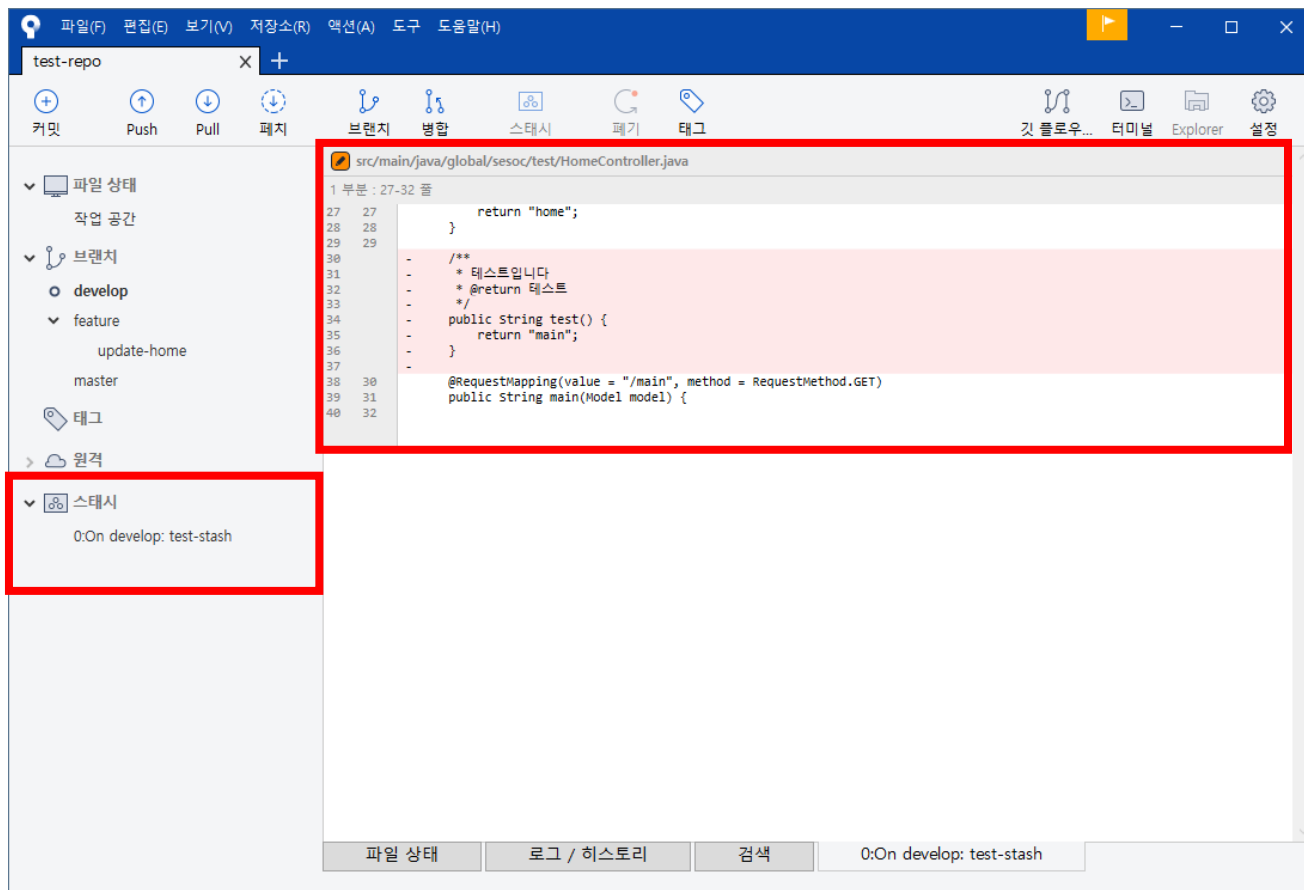 파일(F) 편집(E) 보기(V) 저장소(R) 액션(A) 도구 도움말(H)
test-repo
커밋 Push Pull 페치 브랜치 병합 스태시 폐기 태그 깃 플로우... 터미널 Explorer 설정
파일 상태
작업 공간
브랜치
develop
feature
update-home
master
태그
원격
스태시
0:On develop: test-stash
src/main/java/global/sesoc/test/HomeController.java
1 부분 : 27-32 풀
27 27 return "home";
28 28 }
29 29
30 - /**
31 - * 테스트입니다
32 - * @return 테스트
33 - */
34 - public String test() {
35 - return "main";
36 - }
37 -
38 30 @RequestMapping(value = "/main", method = RequestMethod.GET)
39 31 public String main(Model model) {
40 32
파일 상태 로그 / 히스토리 검색 0:On develop: test-stash